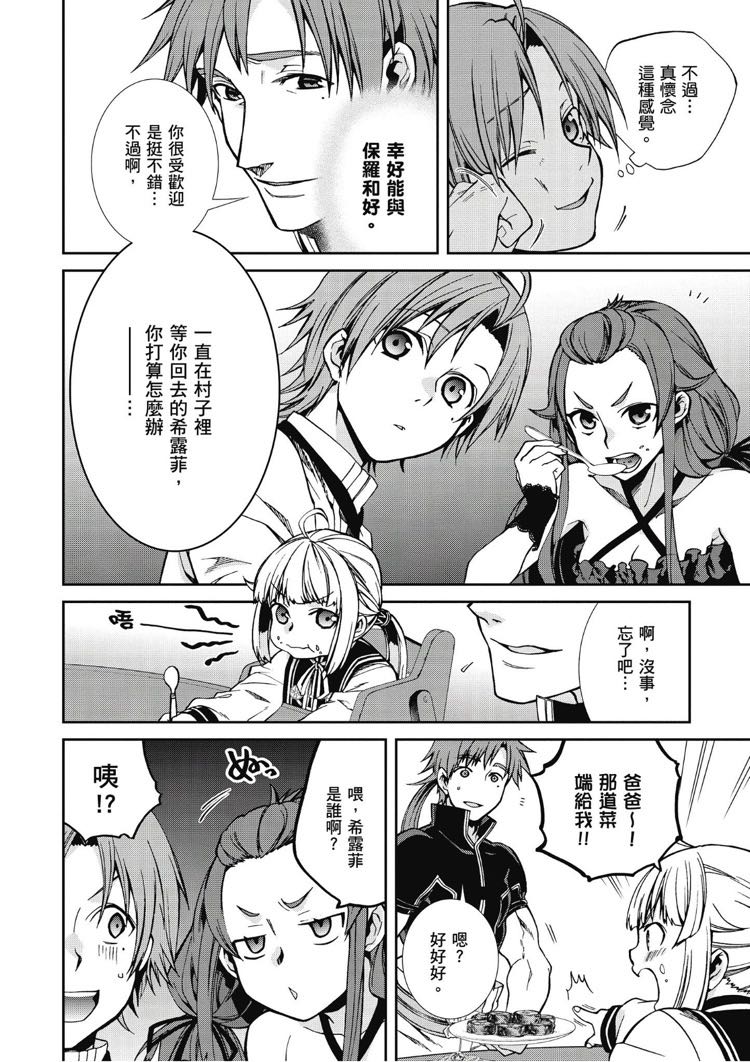 不過…
真懷念
這種感覺。
幸好能與
保羅和好。
你很受歡迎
是挺不錯…
不過啊，
一直在村子裡
等你回去的希露菲，
你打算怎麼辦
——…
啊，沒事，
忘了吧…
唔
爸爸～！
那道菜
端給我!!
嗯？
好好好。
喂，希露菲
是誰啊？
ぬっ
咦!?